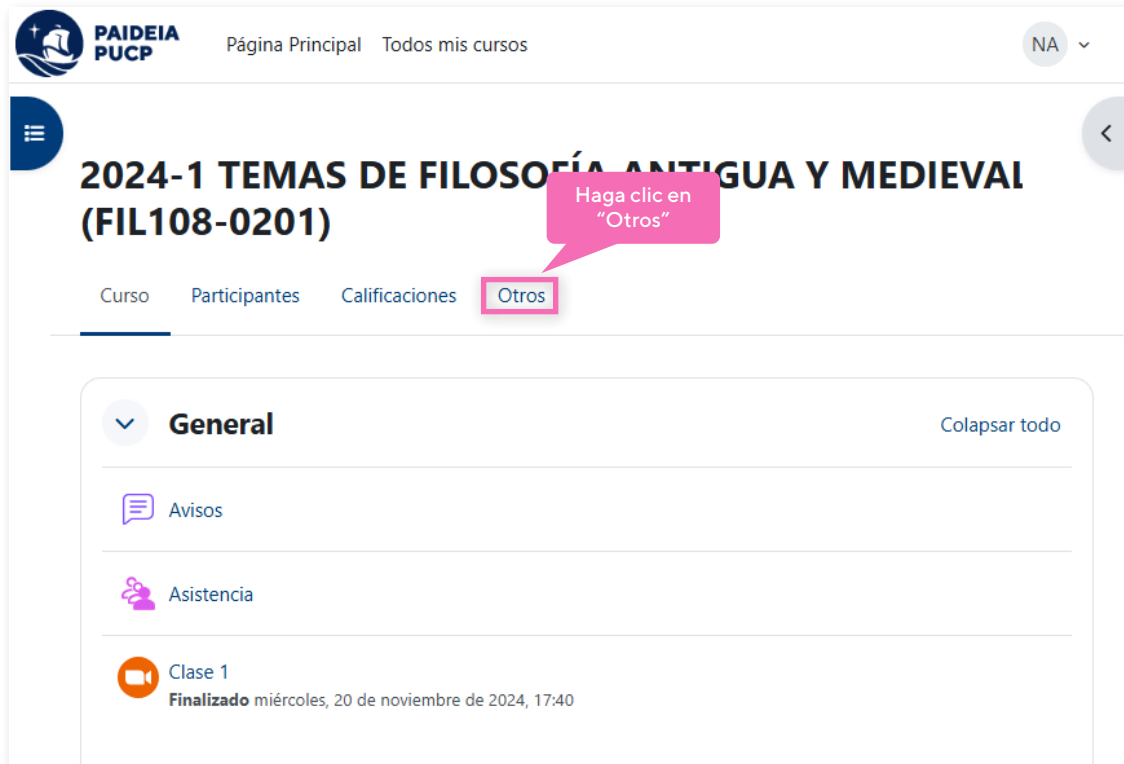 PAIDEIA
PUCP
Página Principal
Todos mis cursos
NA
2024-1 TEMAS DE FILOSOFÍA ANTIGUA Y MEDIEVAL
(FIL108-0201)
Haga clic en
“Otros”
Curso
Participantes
Calificaciones
Otros
General
Colapsar todo
Avisos
Asistencia
Clase 1
Finalizado miércoles, 20 de noviembre de 2024, 17:40